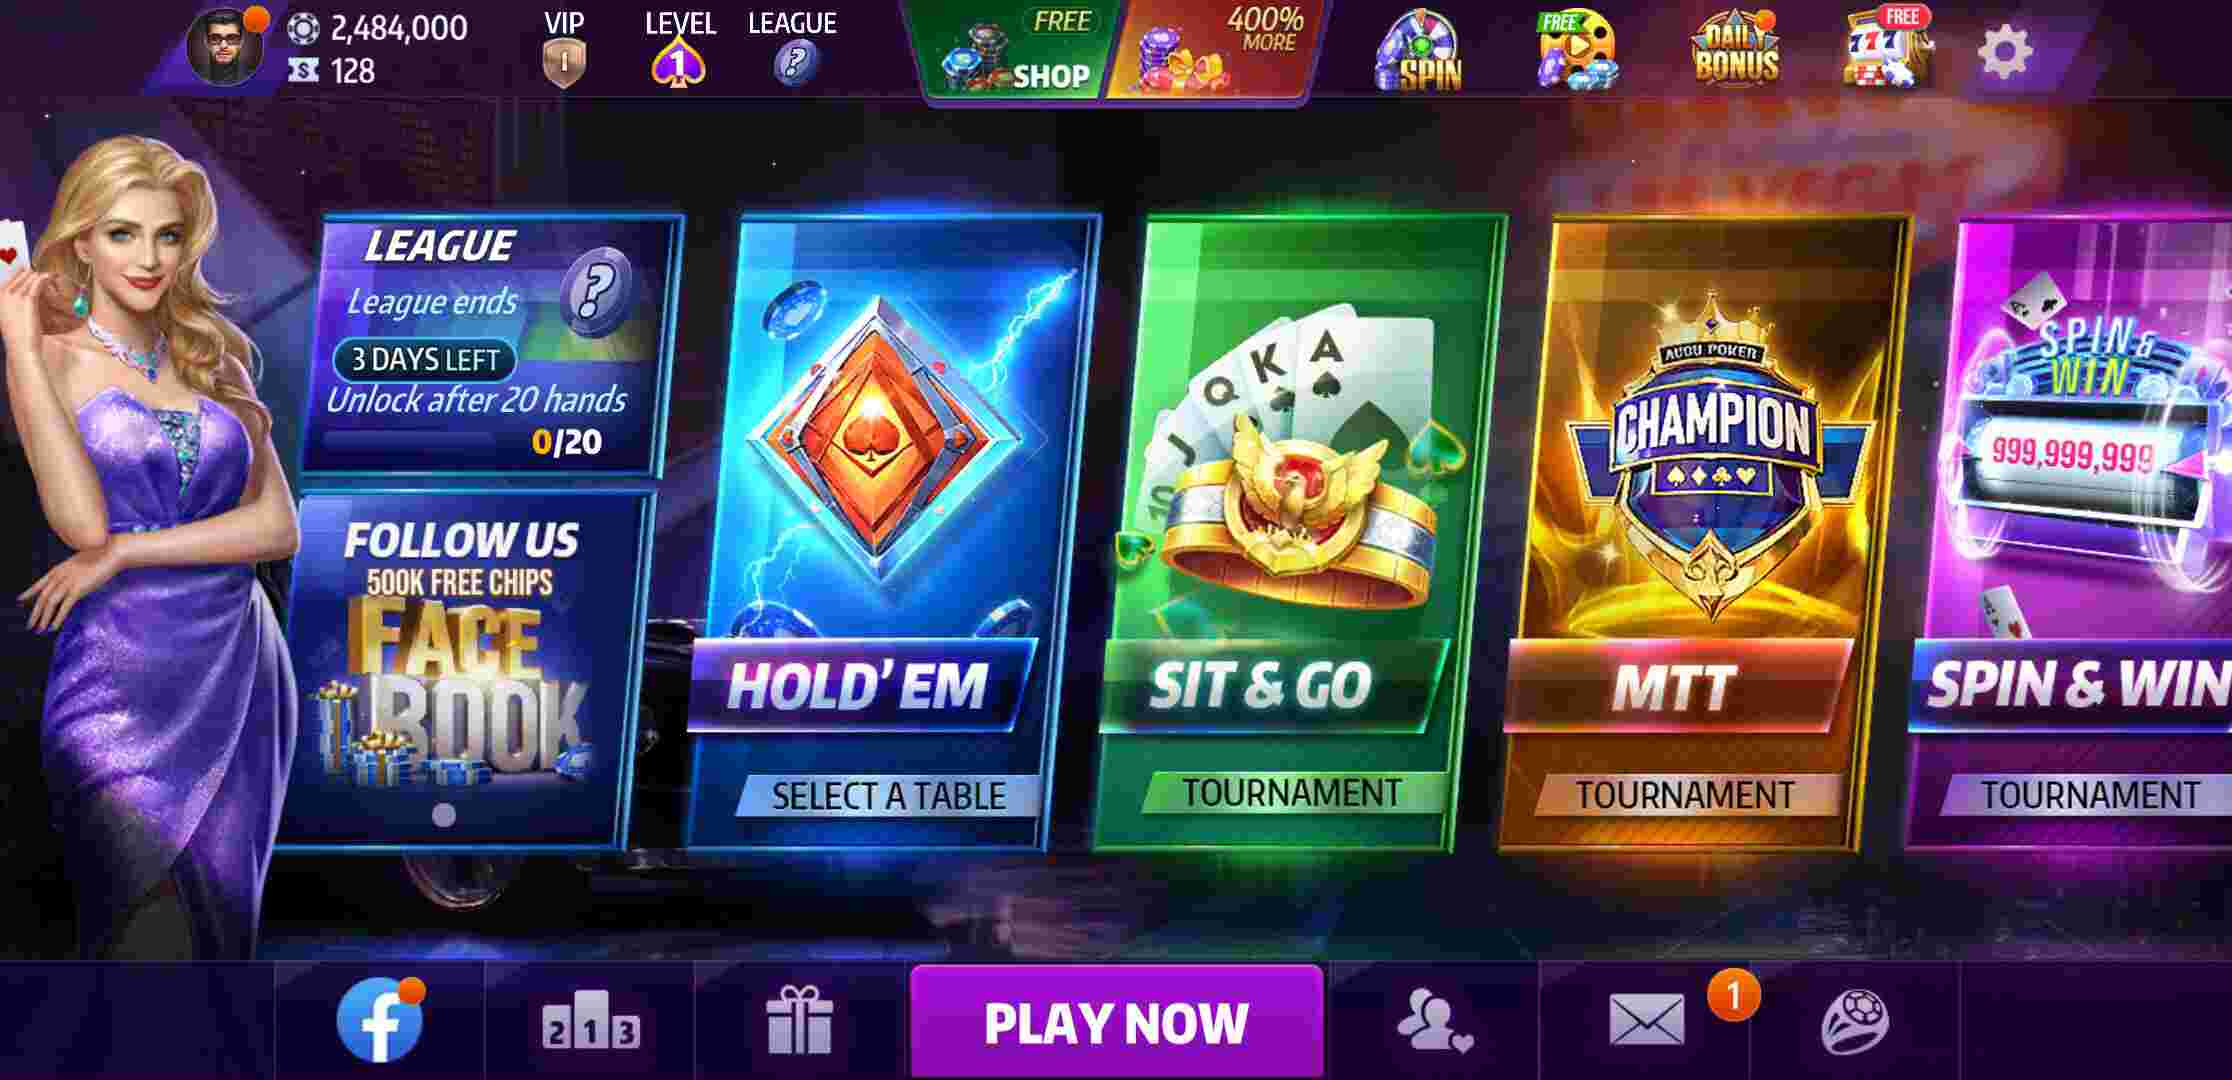 2,484,000
128
VIP
1
LEVEL
1
LEAGUE
?
FREE
SHOP
400%
MORE
SPIN
FREE
DAILY
BONUS
FREE
777
LEAGUE
?
League ends
3 DAYS LEFT
Unlock after 20 hands
0/20
FOLLOW US
500K FREE CHIPS
FACE
BOOK
HOLD'EM
SELECT A TABLE
10 J Q K A
SIT & GO
TOURNAMENT
CHAMPION
MTT
TOURNAMENT
SPIN &
WIN
999,999,999
SPIN & WIN
TOURNAMENT
f
2 1 3
PLAY NOW
1